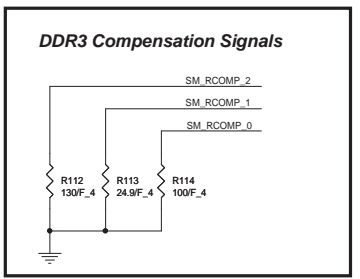 DDR3 Compensation Signals
SM_RCOMP_2
SM_RCOMP_1
SM_RCOMP_0
R112 R113 R114
130/F_4 24.9/F_4 100/F_4